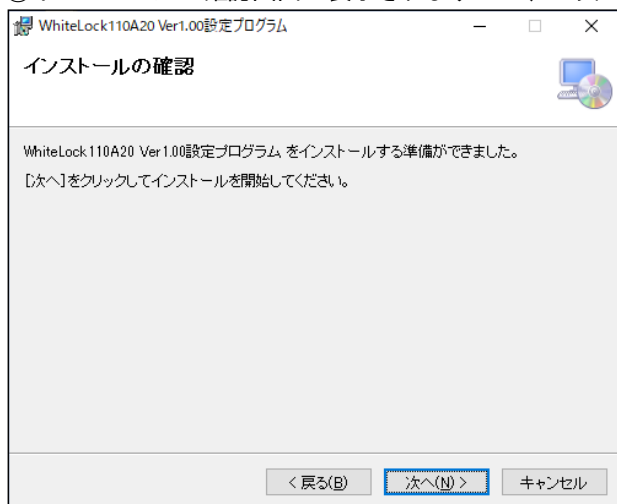 WhiteLock110A20 Ver1.00設定プログラム
インストールの確認
WhiteLock110A20 Ver1.00設定プログラム をインストールする準備ができました。
[次へ]をクリックしてインストールを開始してください。
< 戻る(B)
次へ(N) >
キャンセル